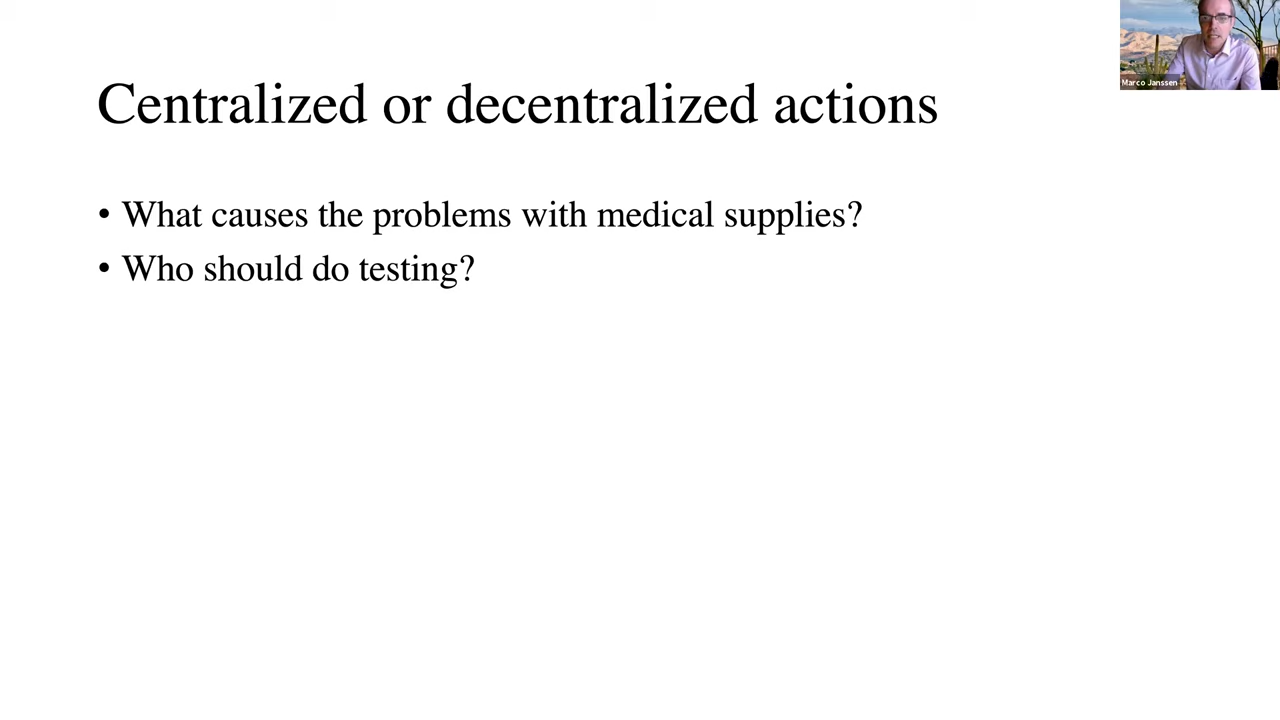 Marco Janssen
Centralized or decentralized actions
• What causes the problems with medical supplies?
• Who should do testing?